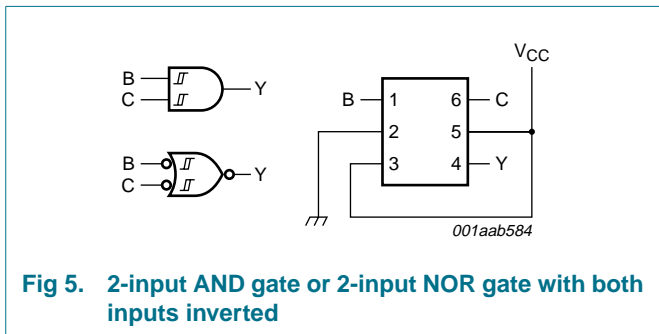 B
C
Y
B
C
Y
VCC
B 1 6 C
2 5
3 4 Y
001aab584
Fig 5. 2-input AND gate or 2-input NOR gate with both
inputs inverted